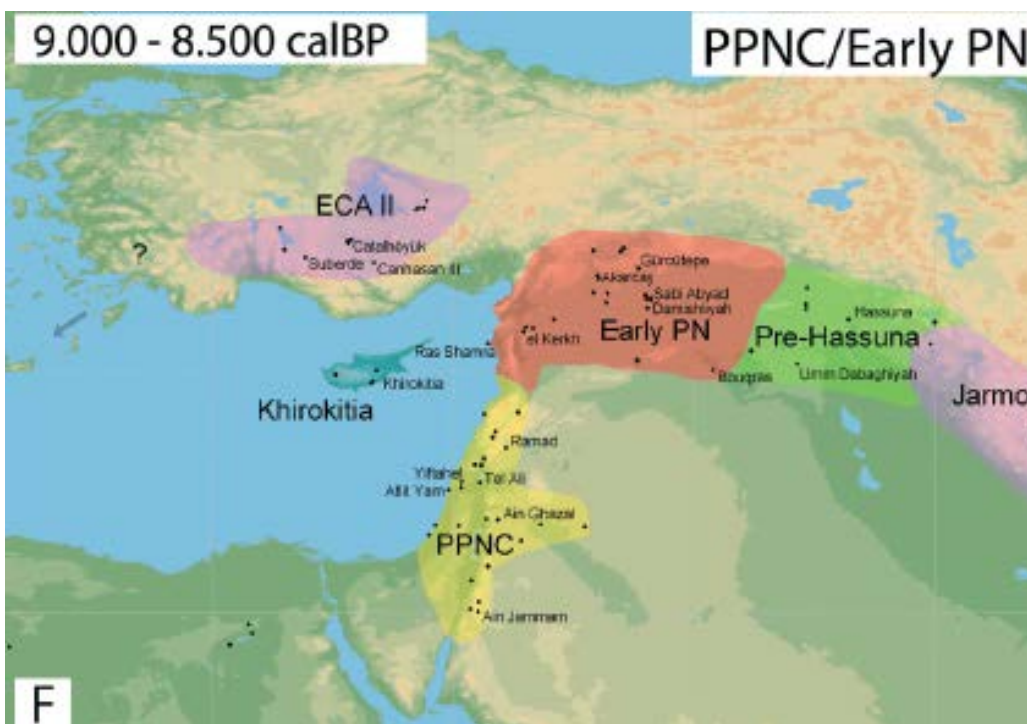 9.000 - 8.500 calBP
PPNC/Early PN
ECA II
Catalhöyük
?
Suberde
Canhasan III
Gürcütepe
Akarcay
Sabi Abyad
Damishiyah
Hassuna
Early PN
Pre-Hassuna
el Kerkh
Ras Shamra
Bouqras
Umm Dabaghiyah
Khirokitia
Khirokitia
Jarmo
Ramad
Yiftahel
Tel Ali
Atlit Yam
Ain Ghazal
PPNC
Ain Jammam
F